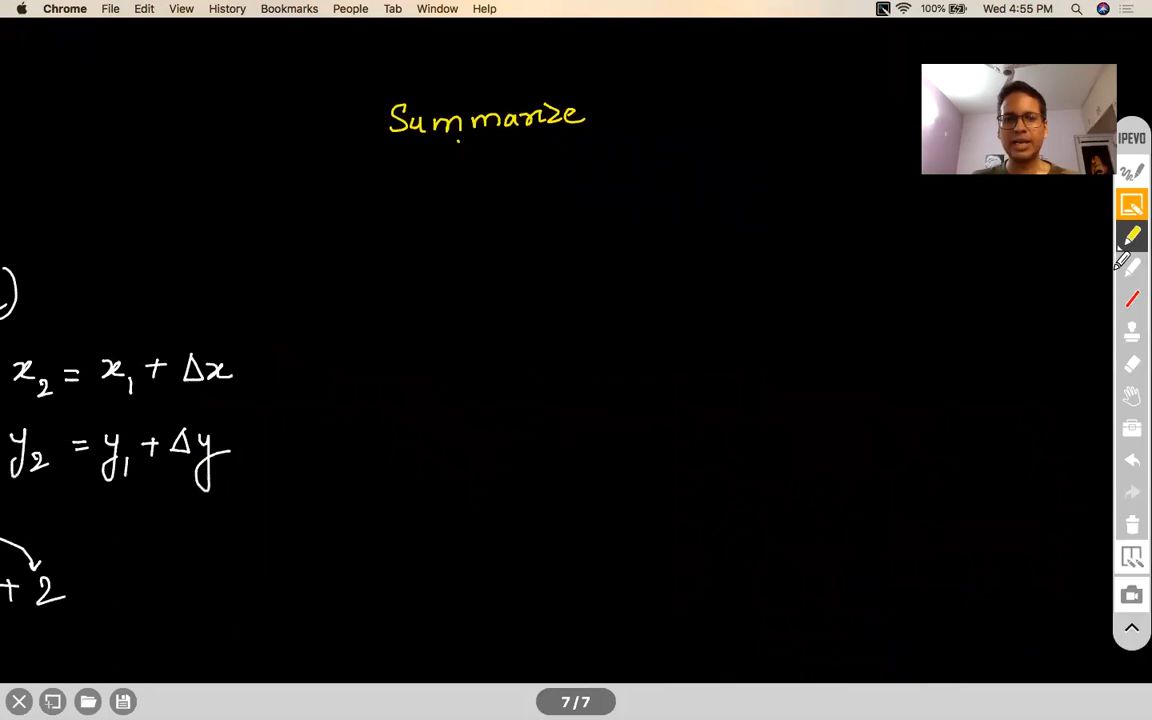 Chrome File Edit View History Bookmarks People Tab Window Help 100% Wed 4:55 PM
Summarize
IPEVO
x₂ = x₁ + Δx
y₂ = y₁ + Δy
+ 2
7/7